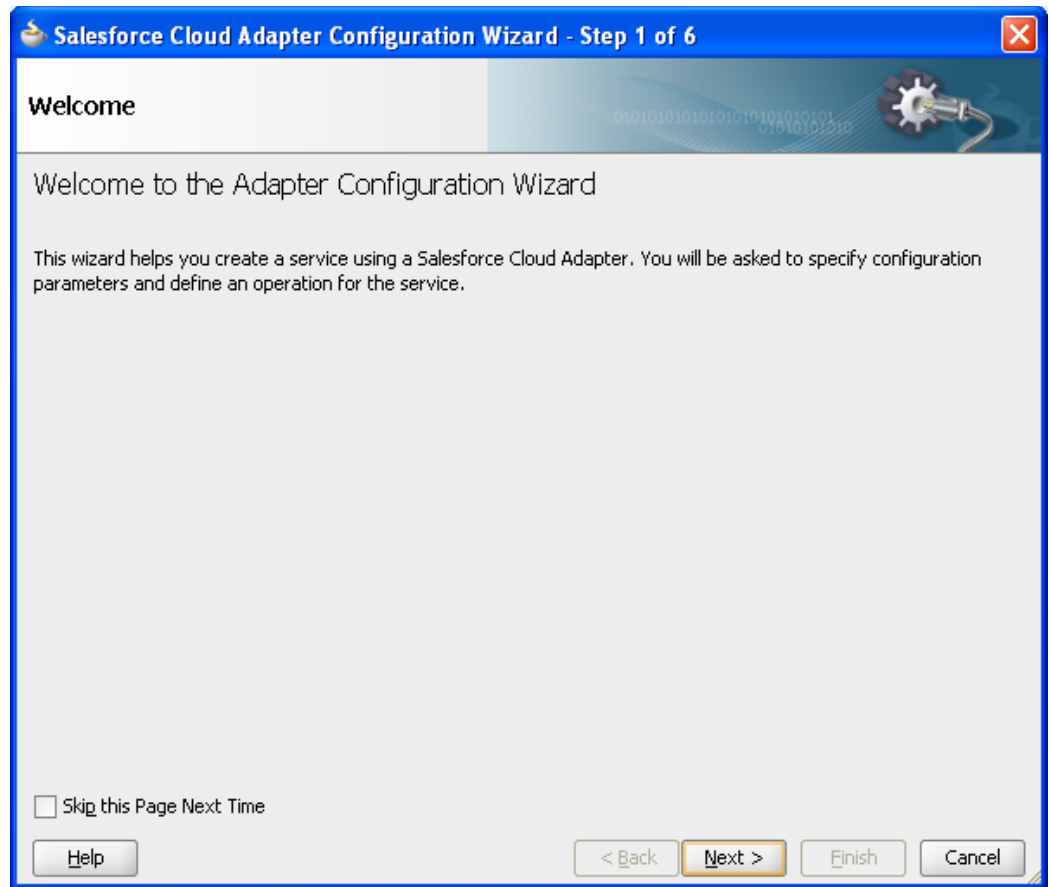 Salesforce Cloud Adapter Configuration Wizard - Step 1 of 6
Welcome
Welcome to the Adapter Configuration Wizard
This wizard helps you create a service using a Salesforce Cloud Adapter. You will be asked to specify configuration
parameters and define an operation for the service.
Skip this Page Next Time
Help
< Back
Next >
Finish
Cancel